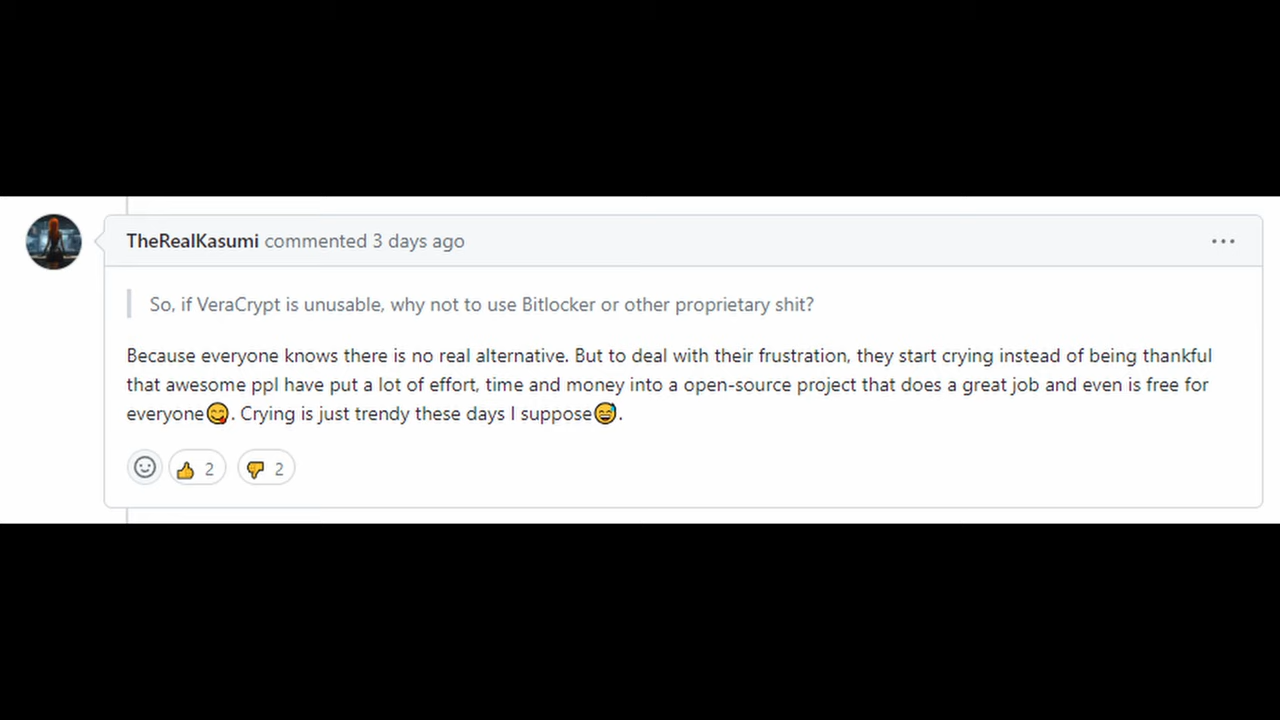 TheRealKasumi commented 3 days ago
So, if VeraCrypt is unusable, why not to use Bitlocker or other proprietary shit?
Because everyone knows there is no real alternative. But to deal with their frustration, they start crying instead of being thankful
that awesome ppl have put a lot of effort, time and money into a open-source project that does a great job and even is free for
everyone😋. Crying is just trendy these days I suppose😅.
👍 2 👎 2